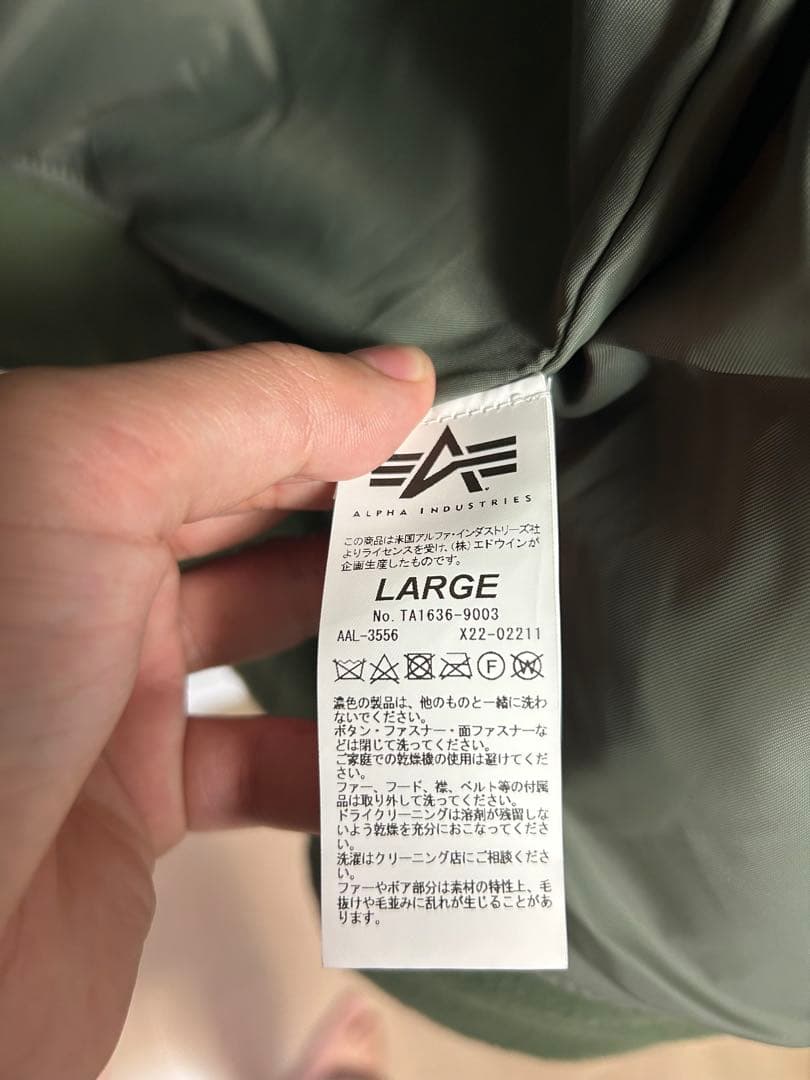 ALPHA INDUSTRIES
この商品は米国アルファ・インダストリーズ社
よりライセンスを受け、(株)エドウインが
企画生産したものです。
LARGE
No. TA1636-9003
AAL-3556 X22-02211
F W
濃色の製品は、他のものと一緒に洗わ
ないでください。
ボタン・ファスナー・面ファスナーな
どは閉じて洗ってください。
ご家庭での乾燥機の使用は避けてくだ
さい。
ファー、フード、襟、ベルト等の付属
品は取り外して洗ってください。
ドライクリーニングは溶剤が残留しな
いよう乾燥を充分におこなってくださ
い。
洗濯はクリーニング店にご相談くださ
い。
ファーやボア部分は素材の特性上、毛
抜けや毛並みに乱れが生じることがあ
ります。